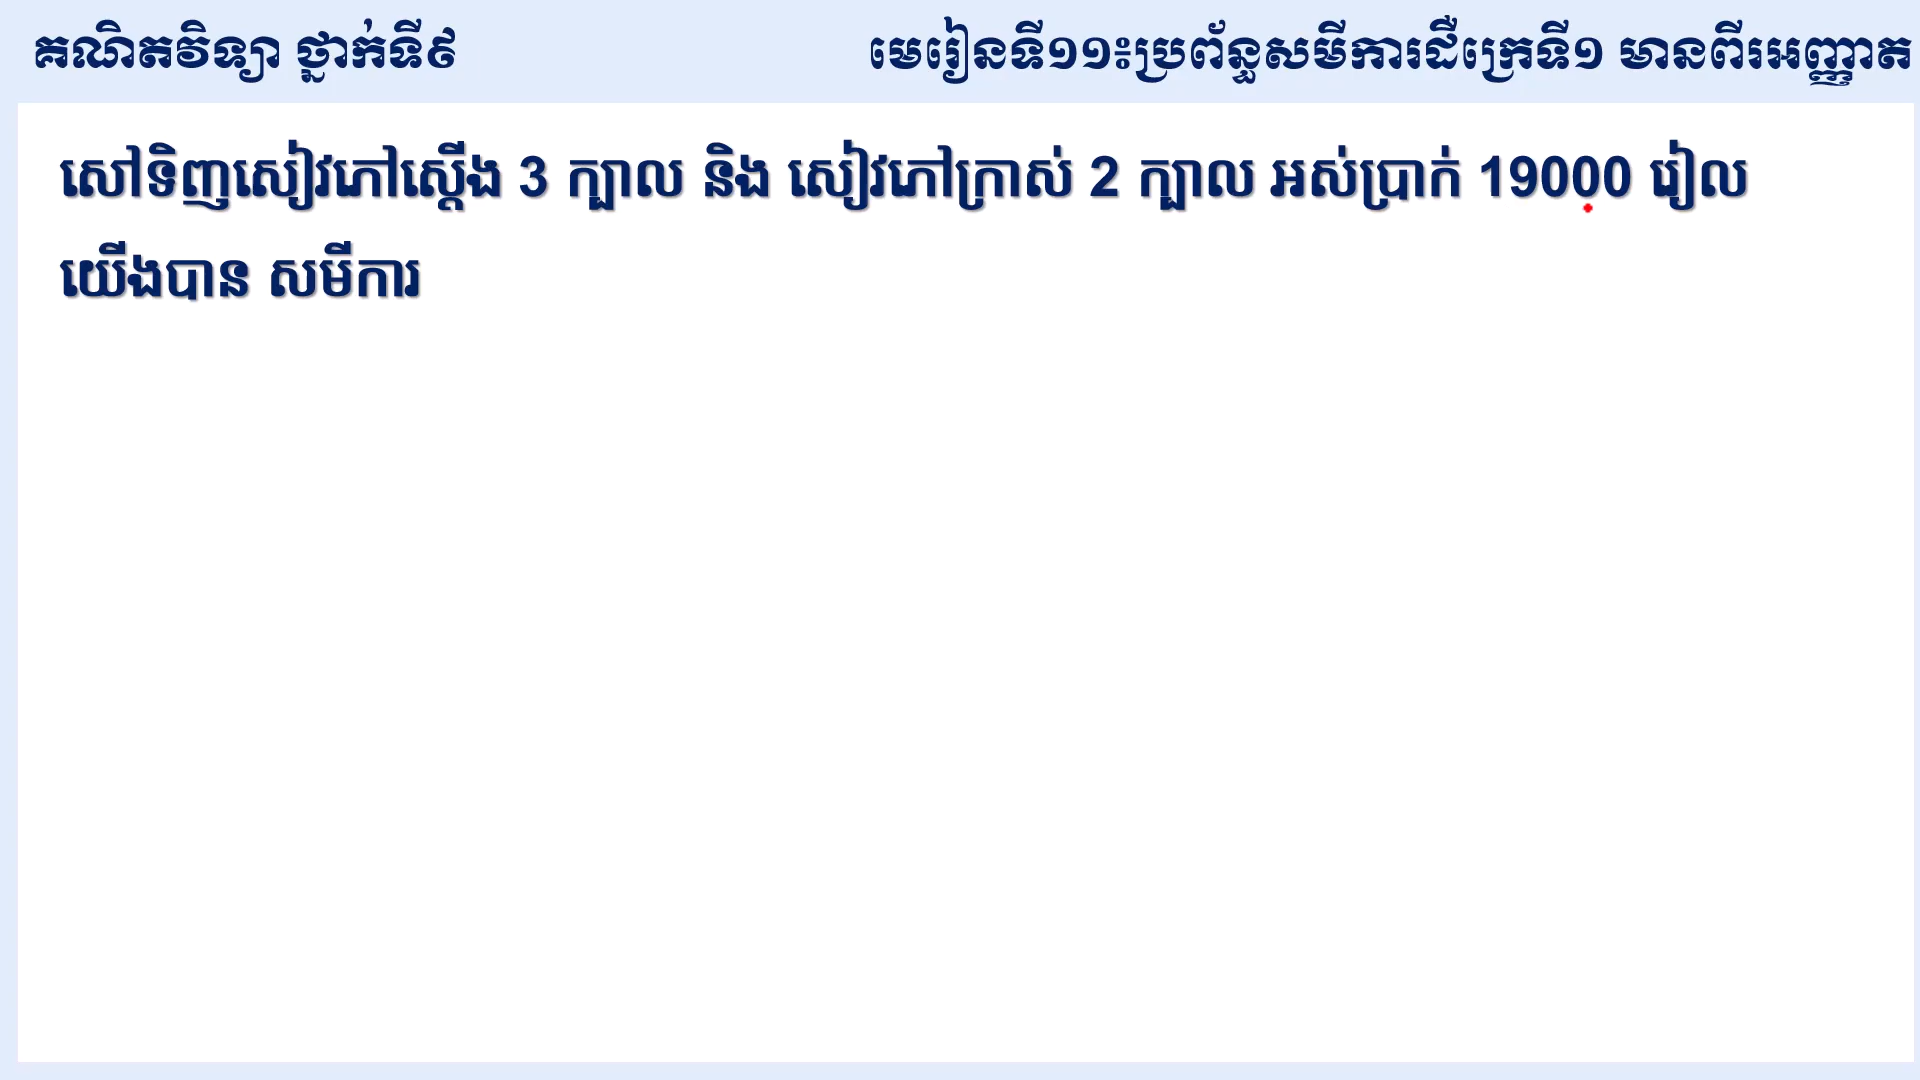 គណិតវិទ្យា ថ្នាក់ទី៩
មេរៀនទី១១៖ប្រព័ន្ធសមីការដឺក្រេទី១ មានពីរអញ្ញាត
សៅទិញសៀវភៅស្តើង 3 ក្បាល និង សៀវភៅក្រាស់ 2 ក្បាល អស់ប្រាក់ 19000 រៀល
យើងបាន សមីការ